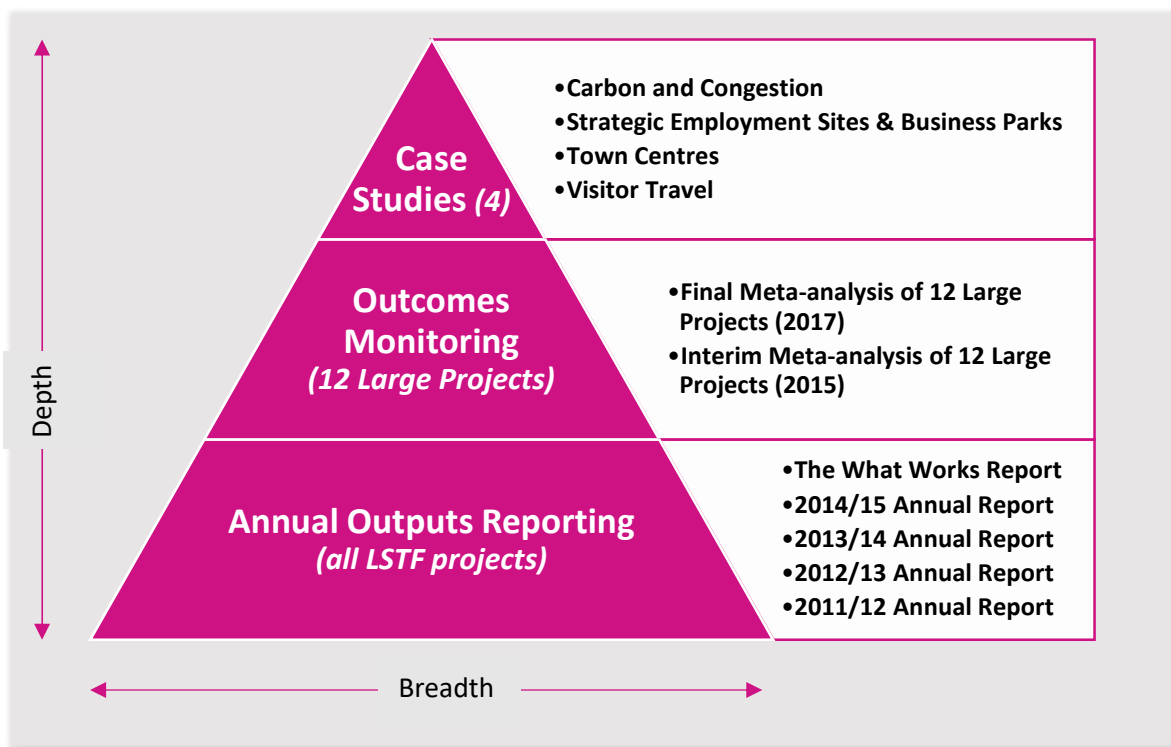 Depth
Case
Studies (4)
•Carbon and Congestion
•Strategic Employment Sites & Business Parks
•Town Centres
•Visitor Travel
Outcomes
Monitoring
(12 Large Projects)
•Final Meta-analysis of 12 Large
Projects (2017)
•Interim Meta-analysis of 12 Large
Projects (2015)
Annual Outputs Reporting
(all LSTF projects)
•The What Works Report
•2014/15 Annual Report
•2013/14 Annual Report
•2012/13 Annual Report
•2011/12 Annual Report
Breadth